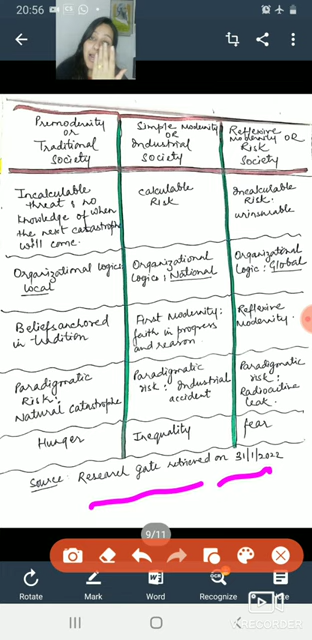 20:56
Premodernity
or
Traditional
Society
Simple Modernity
OR
Industrial
Society
Reflexive
Modernity OR
Risk
Society
Incalculable
threat & no
knowledge of when
the next catastrophe
will come.
Calculable
Risk
Incalculable
Risk.
uninsurable
Organizational logic:
local
Organizational
Logic: National
Organizational
Logic: Global
Beliefs anchored
in tradition
First Modernity:
faith in progress
and reason.
Reflexive
Modernity.
Paradigmatic
Risk:
Natural catastrophe
Paradigmatic
risk: Industrial
accident
Paradigmatic
risk:
Radioactive
Leak.
Hunger
Inequality
fear
Source: Research gate retrieved on 31/1/2022
9/11
Rotate
Mark
Word
Recognize
VRECORDER